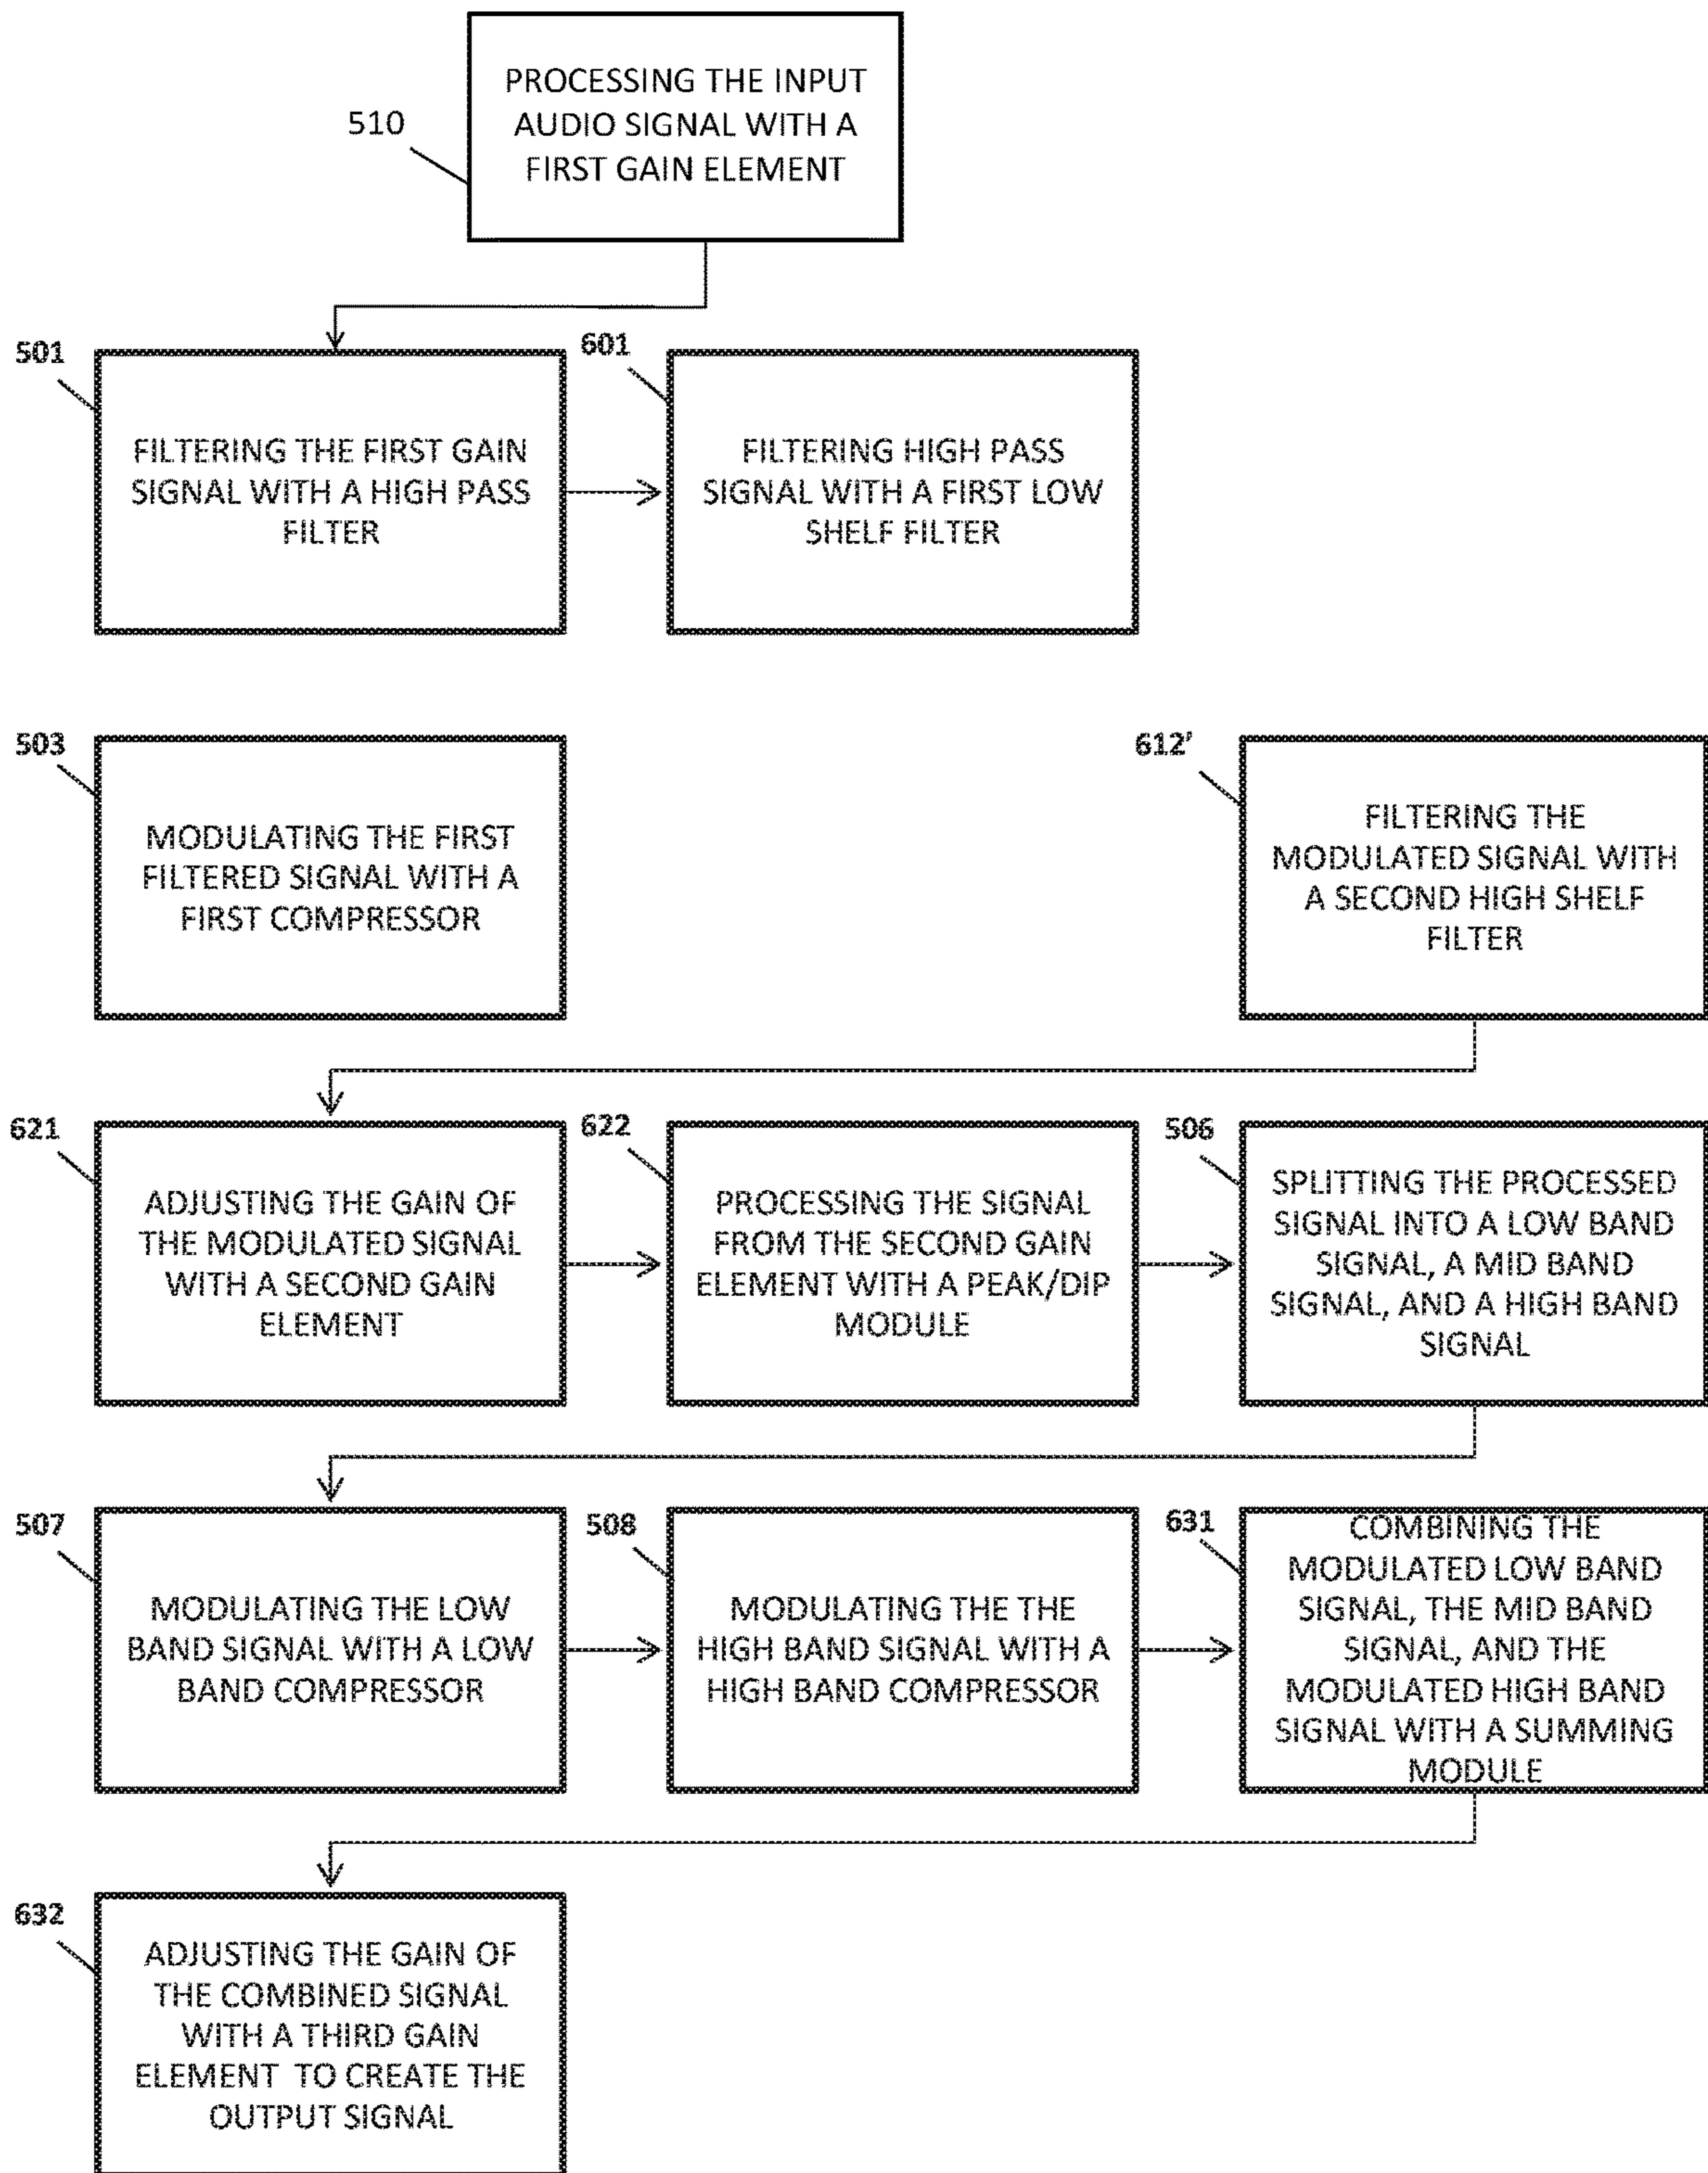 510
PROCESSING THE INPUT
AUDIO SIGNAL WITH A
FIRST GAIN ELEMENT
501
FILTERING THE FIRST GAIN
SIGNAL WITH A HIGH PASS
FILTER
601
FILTERING HIGH PASS
SIGNAL WITH A FIRST LOW
SHELF FILTER
503
MODULATING THE FIRST
FILTERED SIGNAL WITH A
FIRST COMPRESSOR
612'
FILTERING THE
MODULATED SIGNAL WITH
A SECOND HIGH SHELF
FILTER
621
ADJUSTING THE GAIN OF
THE MODULATED SIGNAL
WITH A SECOND GAIN
ELEMENT
622
PROCESSING THE SIGNAL
FROM THE SECOND GAIN
ELEMENT WITH A PEAK/DIP
MODULE
506
SPLITTING THE PROCESSED
SIGNAL INTO A LOW BAND
SIGNAL, A MID BAND
SIGNAL, AND A HIGH BAND
SIGNAL
507
MODULATING THE LOW
BAND SIGNAL WITH A LOW
BAND COMPRESSOR
508
MODULATING THE THE
HIGH BAND SIGNAL WITH A
HIGH BAND COMPRESSOR
631
COMBINING THE
MODULATED LOW BAND
SIGNAL, THE MID BAND
SIGNAL, AND THE
MODULATED HIGH BAND
SIGNAL WITH A SUMMING
MODULE
632
ADJUSTING THE GAIN OF
THE COMBINED SIGNAL
WITH A THIRD GAIN
ELEMENT TO CREATE THE
OUTPUT SIGNAL